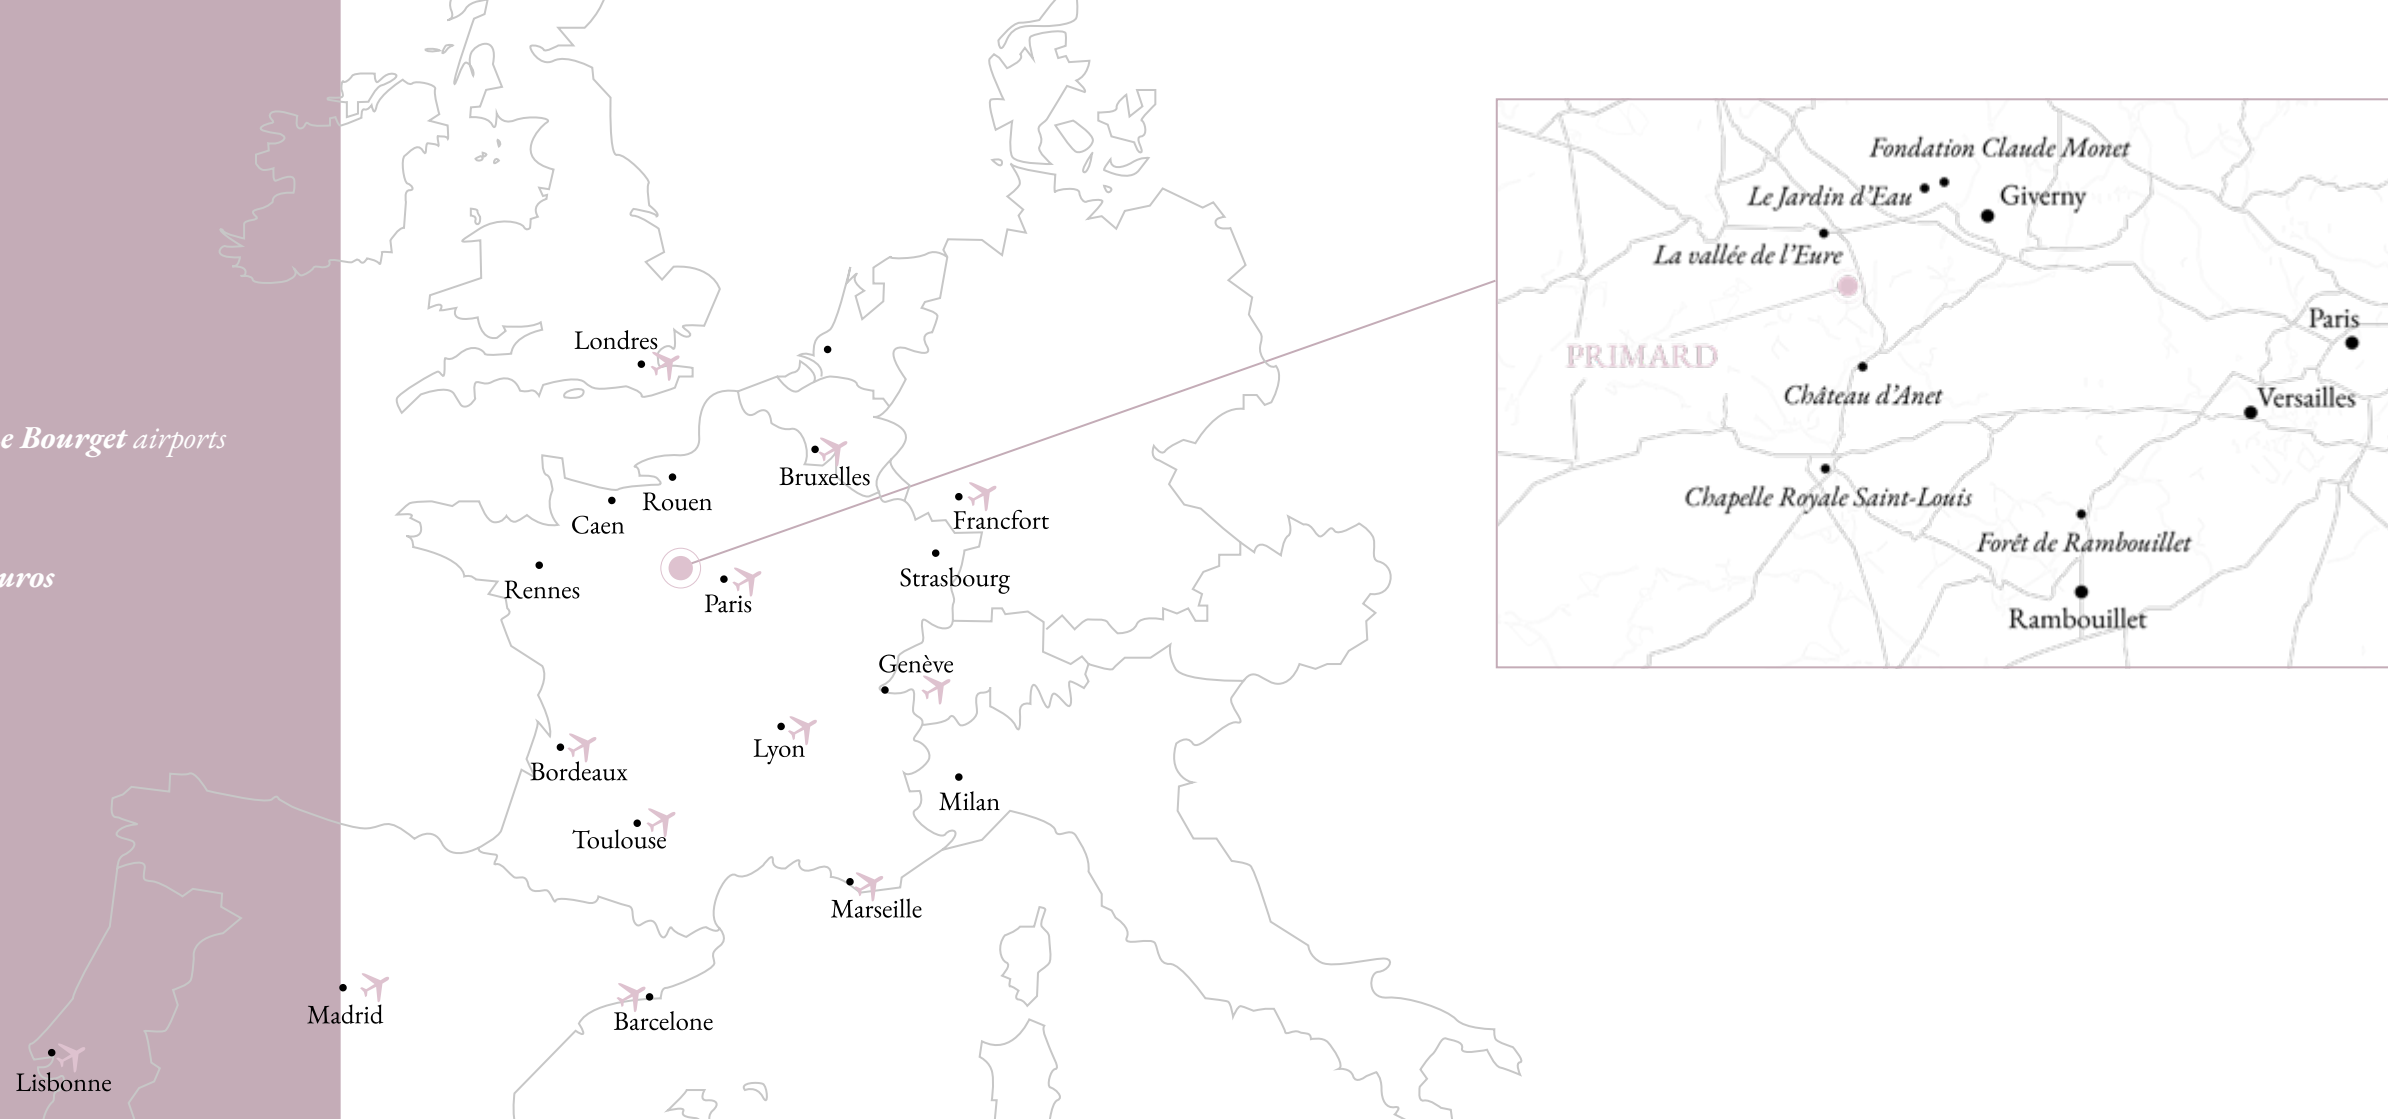 e Bourget airports
uros
Londres
Bruxelles
Rouen
Caen
Francfort
Rennes
Paris
Strasbourg
Genève
Lyon
Bordeaux
Milan
Toulouse
Marseille
Madrid
Barcelone
Lisbonne
Fondation Claude Monet
Le Jardin d’Eau
Giverny
La vallée de l’Eure
Paris
PRIMARD
Château d’Anet
Versailles
Chapelle Royale Saint-Louis
Forêt de Rambouillet
Rambouillet